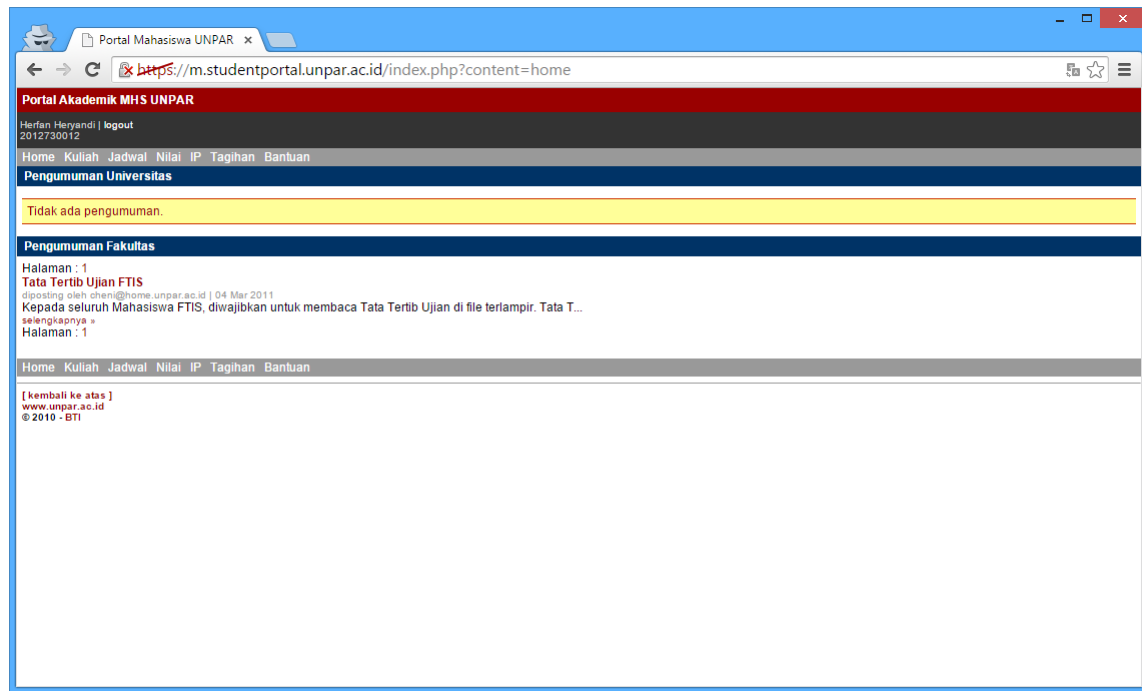 Portal Mahasiswa UNPAR
https://m.studentportal.unpar.ac.id/index.php?content=home
Portal Akademik MHS UNPAR
Herfan Heryandi | logout
2012730012
Home Kuliah Jadwal Nilai IP Tagihan Bantuan
Pengumuman Universitas
Tidak ada pengumuman.
Pengumuman Fakultas
Halaman : 1
Tata Tertib Ujian FTIS
diposting oleh cheni@home.unpar.ac.id | 04 Mar 2011
Kepada seluruh Mahasiswa FTIS, diwajibkan untuk membaca Tata Tertib Ujian di file terlampir. Tata T...
selengkapnya »
Halaman : 1
Home Kuliah Jadwal Nilai IP Tagihan Bantuan
[ kembali ke atas ]
www.unpar.ac.id
© 2010 - BTI